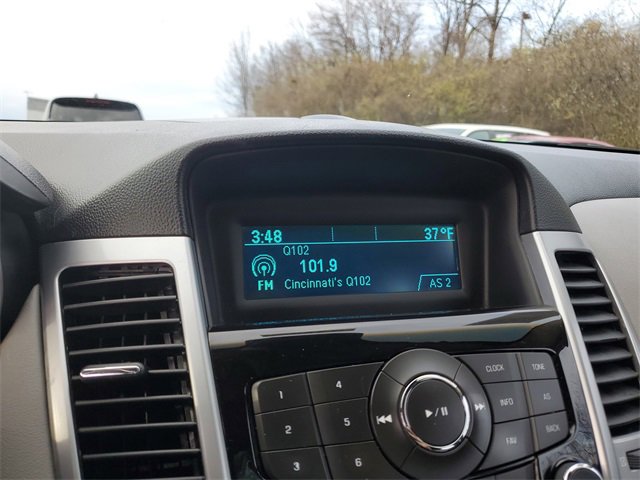 3:48 37°F
Q102
101.9
FM Cincinnati's Q102 AS 2
1 4 CLOCK TONE
2 5 INFO AS
3 6 FAV BACK